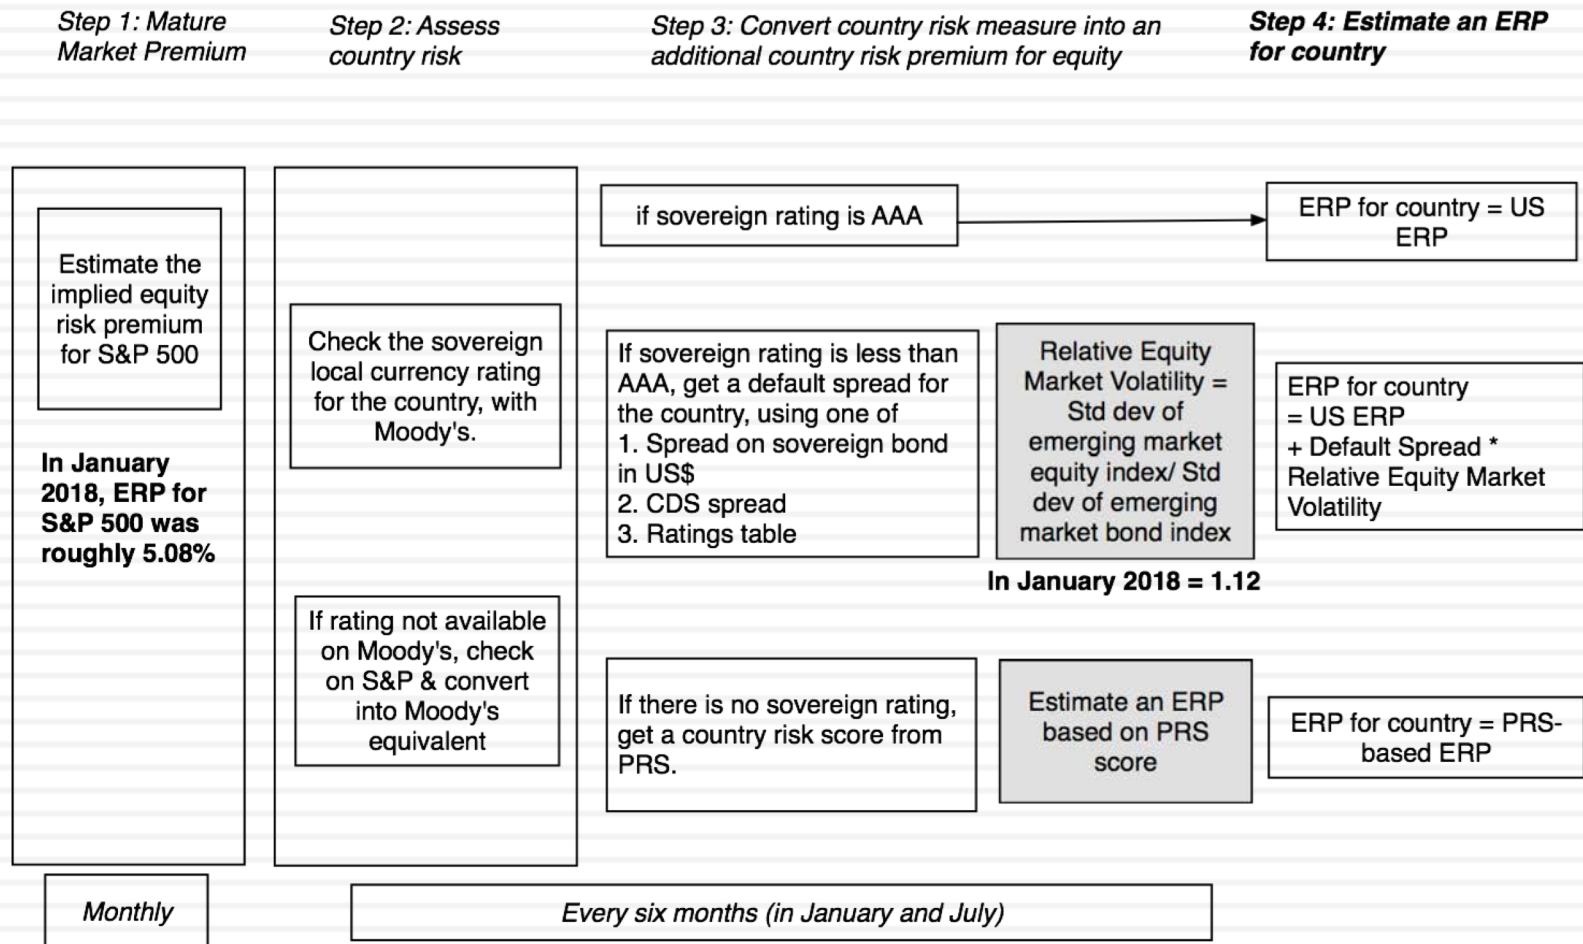 Step 1: Mature
Market Premium
Step 2: Assess
country risk
Step 3: Convert country risk measure into an
additional country risk premium for equity
Step 4: Estimate an ERP
for country
Estimate the
implied equity
risk premium
for S&P 500
In January
2018, ERP for
S&P 500 was
roughly 5.08%
Check the sovereign
local currency rating
for the country, with
Moody's.
If rating not available
on Moody's, check
on S&P & convert
into Moody's
equivalent
if sovereign rating is AAA
ERP for country = US
ERP
If sovereign rating is less than
AAA, get a default spread for
the country, using one of
1. Spread on sovereign bond
in US$
2. CDS spread
3. Ratings table
Relative Equity
Market Volatility =
Std dev of
emerging market
equity index/ Std
dev of emerging
market bond index
In January 2018 = 1.12
ERP for country
= US ERP
+ Default Spread *
Relative Equity Market
Volatility
If there is no sovereign rating,
get a country risk score from
PRS.
Estimate an ERP
based on PRS
score
ERP for country = PRS-
based ERP
Monthly
Every six months (in January and July)